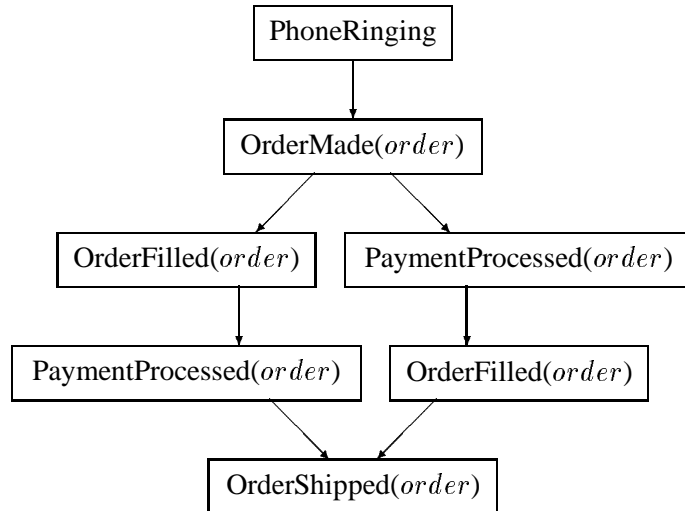 PhoneRinging
OrderMade(order)
OrderFilled(order)
PaymentProcessed(order)
PaymentProcessed(order)
OrderFilled(order)
OrderShipped(order)